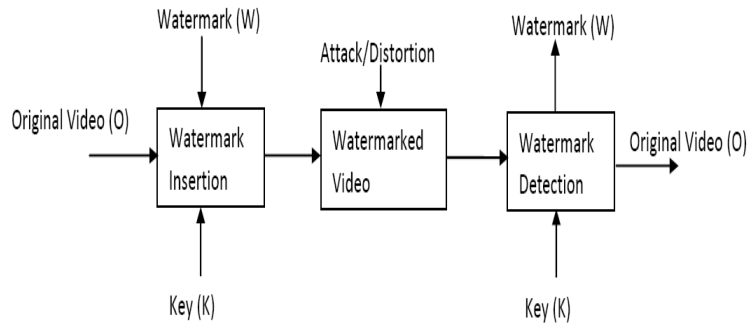 Watermark (W)
Attack/Distortion
Watermark (W)
Original Video (O)
Watermark
Insertion
Watermarked
Video
Watermark
Detection
Original Video (O)
Key (K)
Key (K)